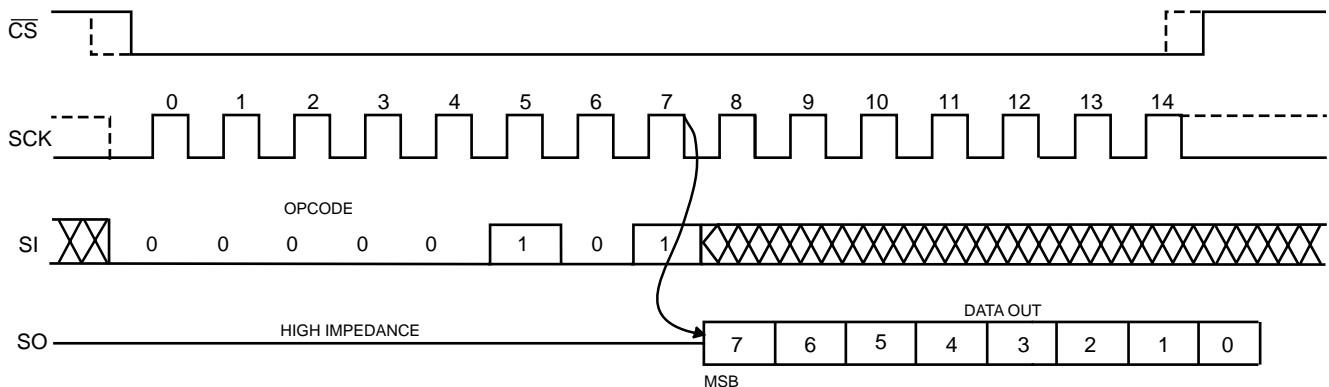 CS
0 1 2 3 4 5 6 7 8 9 10 11 12 13 14
SCK
OPCODE
SI 0 0 0 0 0 1 0 1
DATA OUT
HIGH IMPEDANCE
SO 7 6 5 4 3 2 1 0
MSB